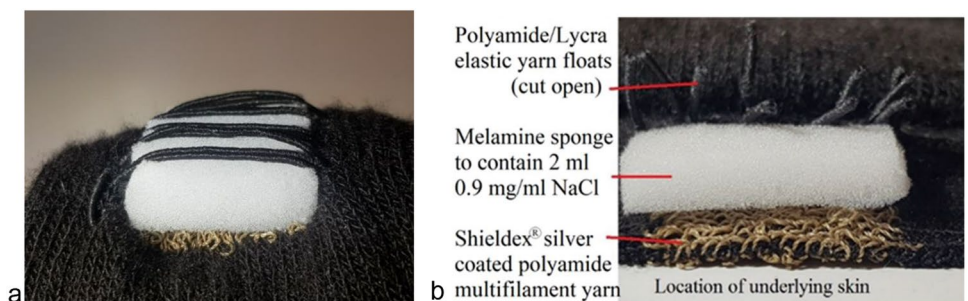 a
b
Polyamide/Lycra
elastic yarn floats
(cut open)
Melamine sponge
to contain 2 ml
0.9 mg/ml NaCl
Shieldex® silver
coated polyamide
multifilament yarn
Location of underlying skin